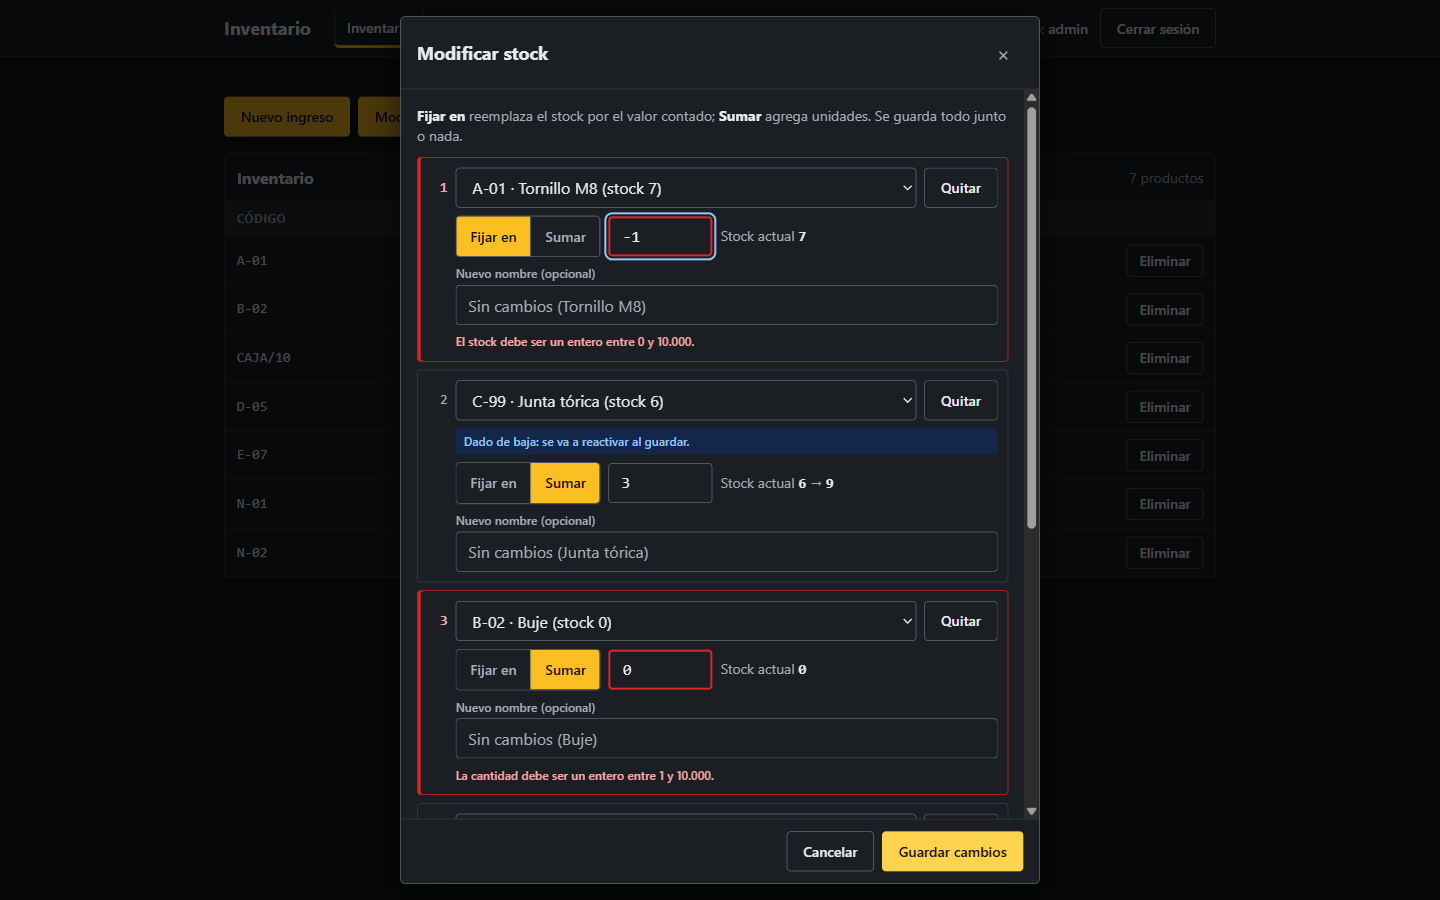 Inventario
Inventar
: admin
Cerrar sesión
Modificar stock
×
Nuevo ingreso
Mod
Fijar en reemplaza el stock por el valor contado; Sumar agrega unidades. Se guarda todo junto
o nada.
Inventario
7 productos
CÓDIGO
A-01
Eliminar
B-02
Eliminar
CAJA/10
Eliminar
D-05
Eliminar
E-07
Eliminar
N-01
Eliminar
N-02
Eliminar
1
A-01 · Tornillo M8 (stock 7)
Quitar
Fijar en
Sumar
-1
Stock actual 7
Nuevo nombre (opcional)
Sin cambios (Tornillo M8)
El stock debe ser un entero entre 0 y 10.000.
2
C-99 · Junta tórica (stock 6)
Quitar
Dado de baja: se va a reactivar al guardar.
Fijar en
Sumar
3
Stock actual 6 → 9
Nuevo nombre (opcional)
Sin cambios (Junta tórica)
3
B-02 · Buje (stock 0)
Quitar
Fijar en
Sumar
0
Stock actual 0
Nuevo nombre (opcional)
Sin cambios (Buje)
La cantidad debe ser un entero entre 1 y 10.000.
Cancelar
Guardar cambios